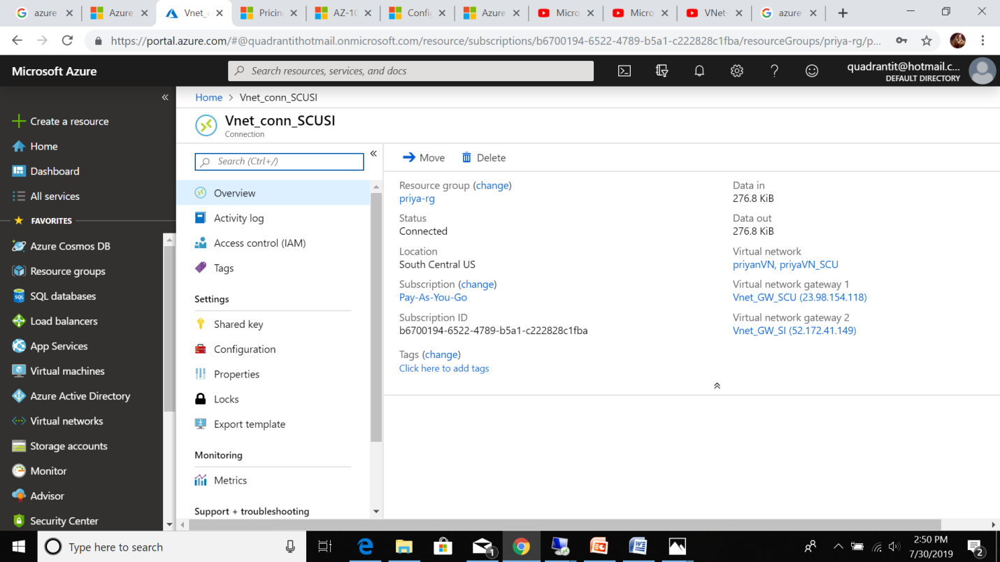 azure
Azure
Vnet_
Pricin
AZ-10
Config
Azure
Micro
Micro
VNet-
azure
https://portal.azure.com/#@quadrantithotmail.onmicrosoft.com/resource/subscriptions/b6700194-6522-4789-b5a1-c222828c1fba/resourceGroups/priya-rg/p...
Microsoft Azure
Search resources, services, and docs
quadrantit@hotmail.c...
DEFAULT DIRECTORY
Create a resource
Home
Dashboard
All services
FAVORITES
Azure Cosmos DB
Resource groups
SQL databases
Load balancers
App Services
Virtual machines
Azure Active Directory
Virtual networks
Storage accounts
Monitor
Advisor
Security Center
Home > Vnet_conn_SCUSI
Vnet_conn_SCUSI
Connection
Search (Ctrl+/)
Overview
Activity log
Access control (IAM)
Tags
Settings
Shared key
Configuration
Properties
Locks
Export template
Monitoring
Metrics
Support + troubleshooting
Move
Delete
Resource group (change)
priya-rg
Status
Connected
Location
South Central US
Subscription (change)
Pay-As-You-Go
Subscription ID
b6700194-6522-4789-b5a1-c222828c1fba
Tags (change)
Click here to add tags
Data in
276.8 KiB
Data out
276.8 KiB
Virtual network
priyanVN, priyaVN_SCU
Virtual network gateway 1
Vnet_GW_SCU (23.98.154.118)
Virtual network gateway 2
Vnet_GW_SI (52.172.41.149)
Type here to search
1
2:50 PM
7/30/2019
2